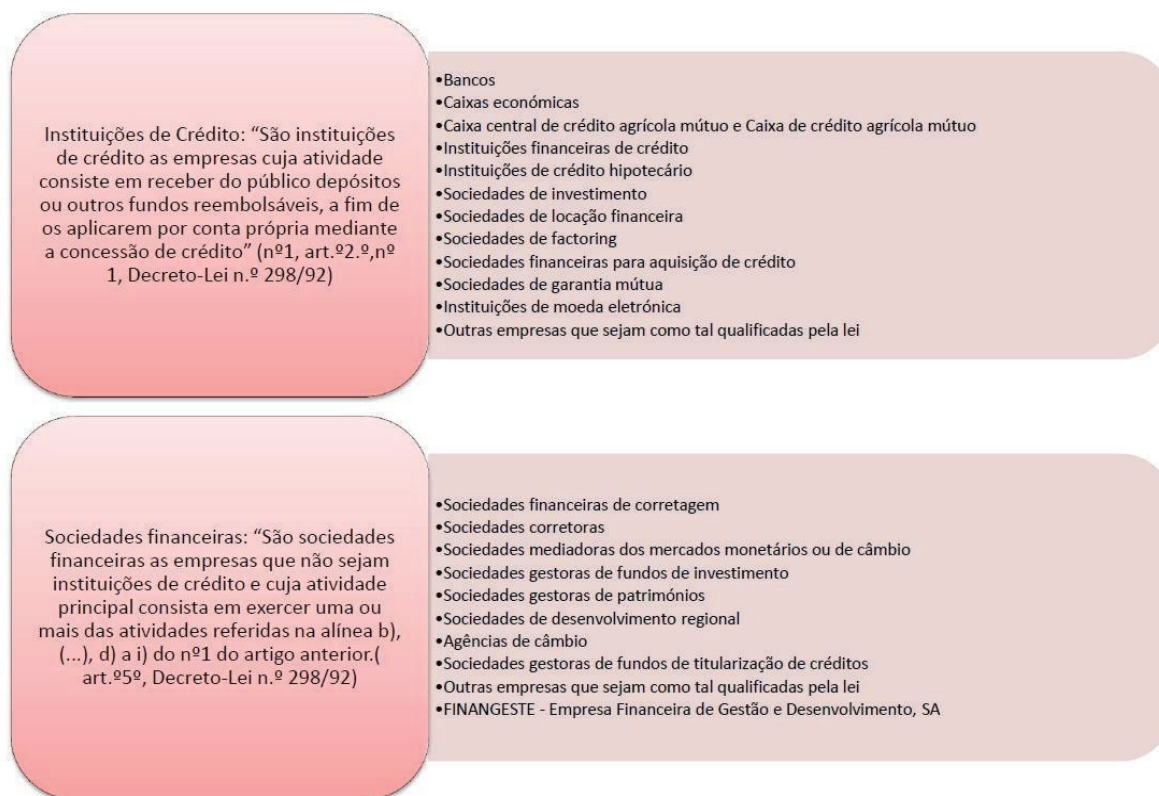 Instituições de Crédito: “São instituições
de crédito as empresas cuja atividade
consiste em receber do público depósitos
ou outros fundos reembolsáveis, a fim de
os aplicarem por conta própria mediante
a concessão de crédito” (nº1, art.º2.º,nº
1, Decreto-Lei n.º 298/92)
•Bancos
•Caixas económicas
•Caixa central de crédito agrícola mútuo e Caixa de crédito agrícola mútuo
•Instituições financeiras de crédito
•Instituições de crédito hipotecário
•Sociedades de investimento
•Sociedades de locação financeira
•Sociedades de factoring
•Sociedades financeiras para aquisição de crédito
•Sociedades de garantia mútua
•Instituições de moeda eletrónica
•Outras empresas que sejam como tal qualificadas pela lei
Sociedades financeiras: “São sociedades
financeiras as empresas que não sejam
instituições de crédito e cuja atividade
principal consista em exercer uma ou
mais das atividades referidas na alínea b),
(...), d) a i) do nº1 do artigo anterior.(
art.º5º, Decreto-Lei n.º 298/92)
•Sociedades financeiras de corretagem
•Sociedades corretoras
•Sociedades mediadoras dos mercados monetários ou de câmbio
•Sociedades gestoras de fundos de investimento
•Sociedades gestoras de patrimónios
•Sociedades de desenvolvimento regional
•Agências de câmbio
•Sociedades gestoras de fundos de titularização de créditos
•Outras empresas que sejam como tal qualificadas pela lei
•FINANGESTE - Empresa Financeira de Gestão e Desenvolvimento, SA